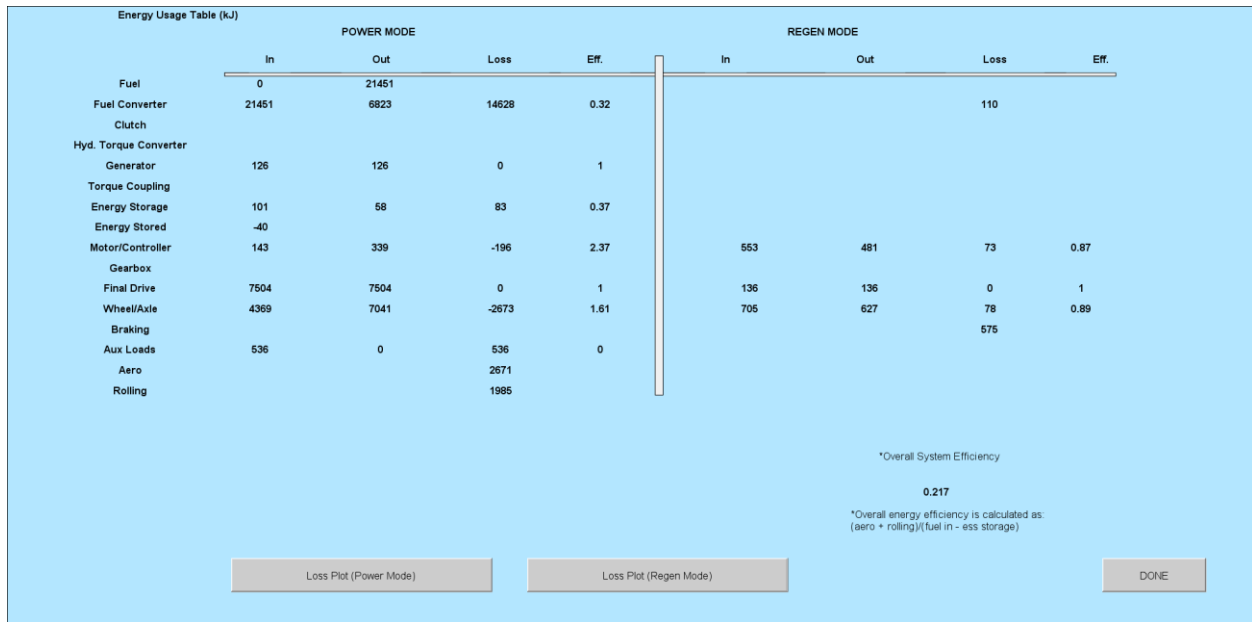 Energy Usage Table (kJ)
POWER MODE REGEN MODE
In Out Loss Eff. In Out Loss Eff.
Fuel 0 21451
Fuel Converter 21451 6823 14628 0.32 110
Clutch
Hyd. Torque Converter
Generator 126 126 0 1
Torque Coupling
Energy Storage 101 58 83 0.37
Energy Stored -40
Motor/Controller 143 339 -196 2.37 553 481 73 0.87
Gearbox
Final Drive 7504 7504 0 1 136 136 0 1
Wheel/Axle 4369 7041 -2673 1.61 705 627 78 0.89
Braking 575
Aux Loads 536 0 536 0
Aero 2671
Rolling 1985
*Overall System Efficiency
0.217
*Overall energy efficiency is calculated as:
(aero + rolling)/(fuel in - ess storage)
Loss Plot (Power Mode) Loss Plot (Regen Mode) DONE